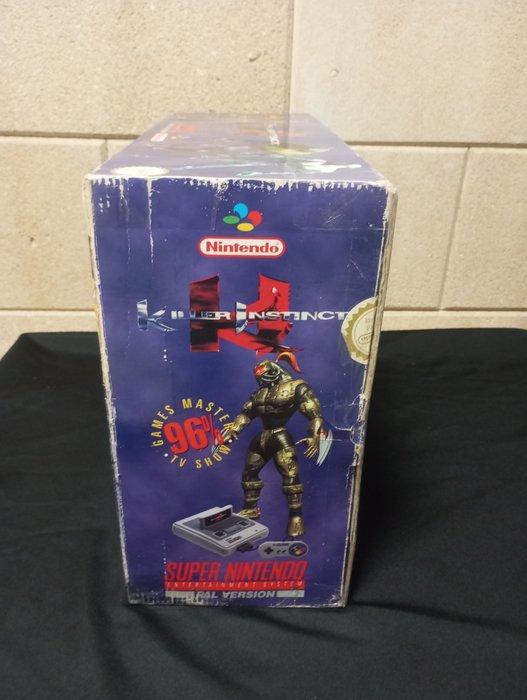 Nintendo
KILLER INSTINCT
GAMES MASTER
96%
TV SHOW
SUPER NINTENDO
ENTERTAINMENT SYSTEM
PAL VERSION